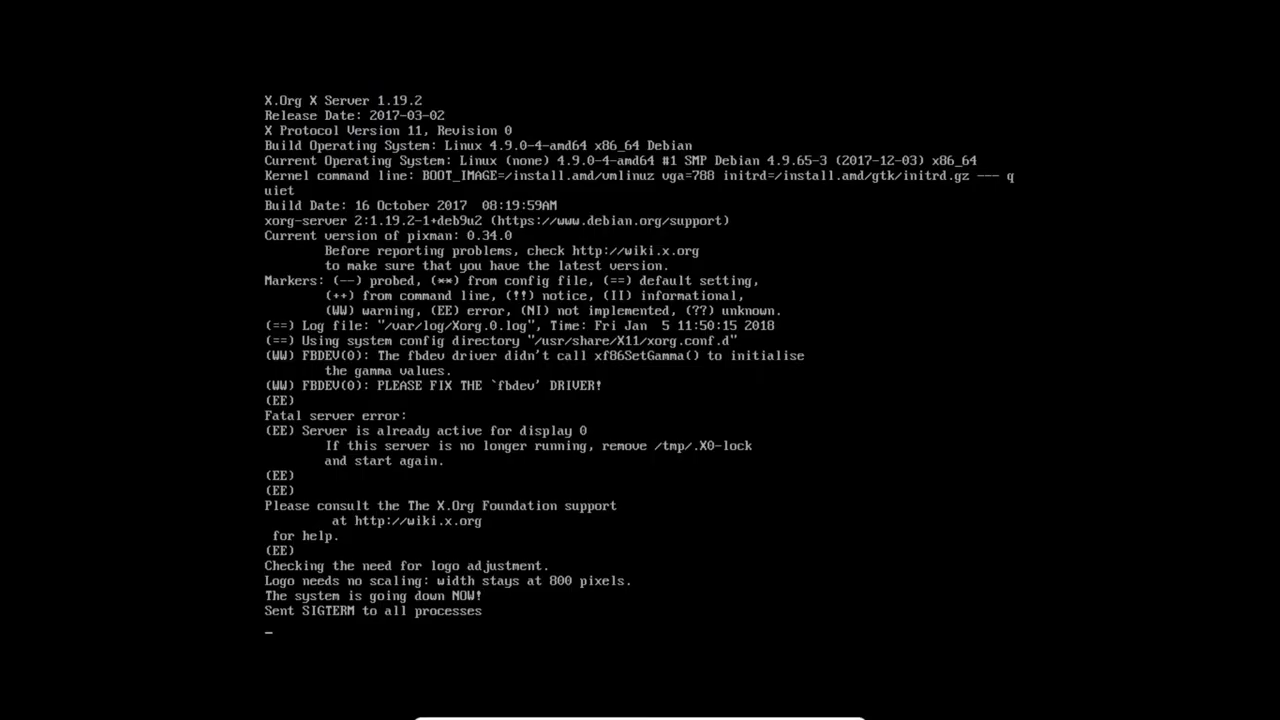 X.Org X Server 1.19.2
Release Date: 2017-03-02
X Protocol Version 11, Revision 0
Build Operating System: Linux 4.9.0-4-amd64 x86_64 Debian
Current Operating System: Linux (none) 4.9.0-4-amd64 #1 SMP Debian 4.9.65-3 (2017-12-03) x86_64
Kernel command line: BOOT_IMAGE=/install.amd/vmlinuz vga=788 initrd=/install.amd/gtk/initrd.gz --- q
uiet
Build Date: 16 October 2017  08:19:59AM
xorg-server 2:1.19.2-1+deb9u2 (https://www.debian.org/support)
Current version of pixman: 0.34.0
        Before reporting problems, check http://wiki.x.org
        to make sure that you have the latest version.
Markers: (--) probed, (**) from config file, (==) default setting,
        (++) from command line, (!!) notice, (II) informational,
        (WW) warning, (EE) error, (NI) not implemented, (??) unknown.
(==) Log file: "/var/log/Xorg.0.log", Time: Fri Jan  5 11:50:15 2018
(==) Using system config directory "/usr/share/X11/xorg.conf.d"
(WW) FBDEV(0): The fbdev driver didn't call xf86SetGamma() to initialise
        the gamma values.
(WW) FBDEV(0): PLEASE FIX THE `fbdev' DRIVER!
(EE)
Fatal server error:
(EE) Server is already active for display 0
        If this server is no longer running, remove /tmp/.X0-lock
        and start again.
(EE)
(EE)
Please consult the The X.Org Foundation support
         at http://wiki.x.org
 for help.
(EE)
Checking the need for logo adjustment.
Logo needs no scaling: width stays at 800 pixels.
The system is going down NOW!
Sent SIGTERM to all processes
_